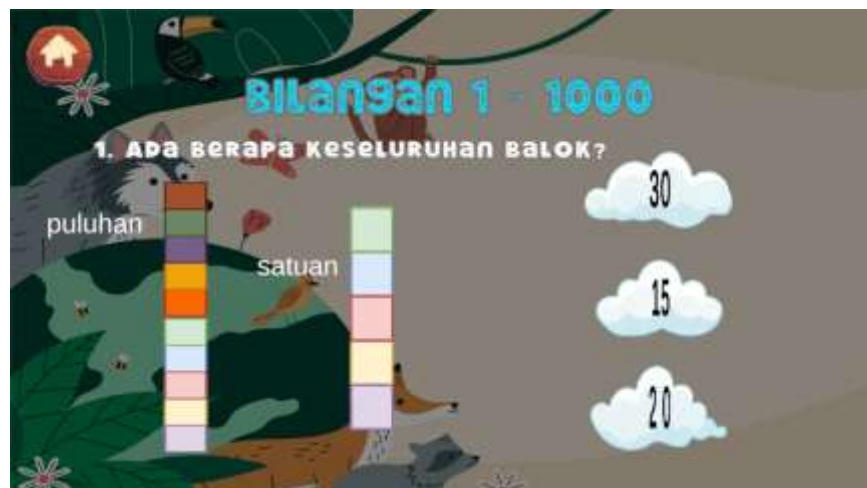 Bilangan 1 - 1000
1. Ada Berapa Keseluruhan Balok?
puluhan
satuan
30
15
20